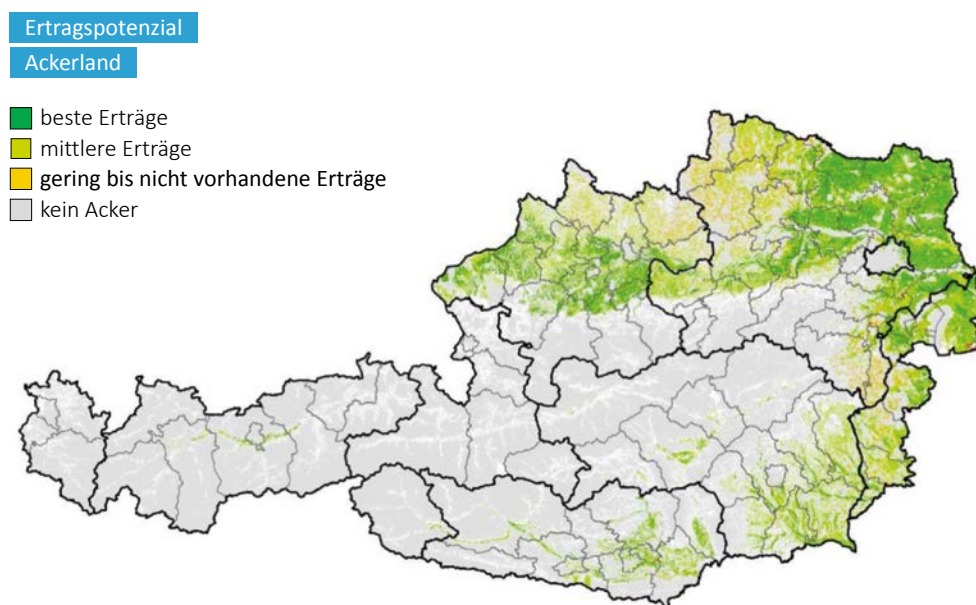 Ertragspotenzial
Ackerland
beste Erträge
mittlere Erträge
gering bis nicht vorhandene Erträge
kein Acker